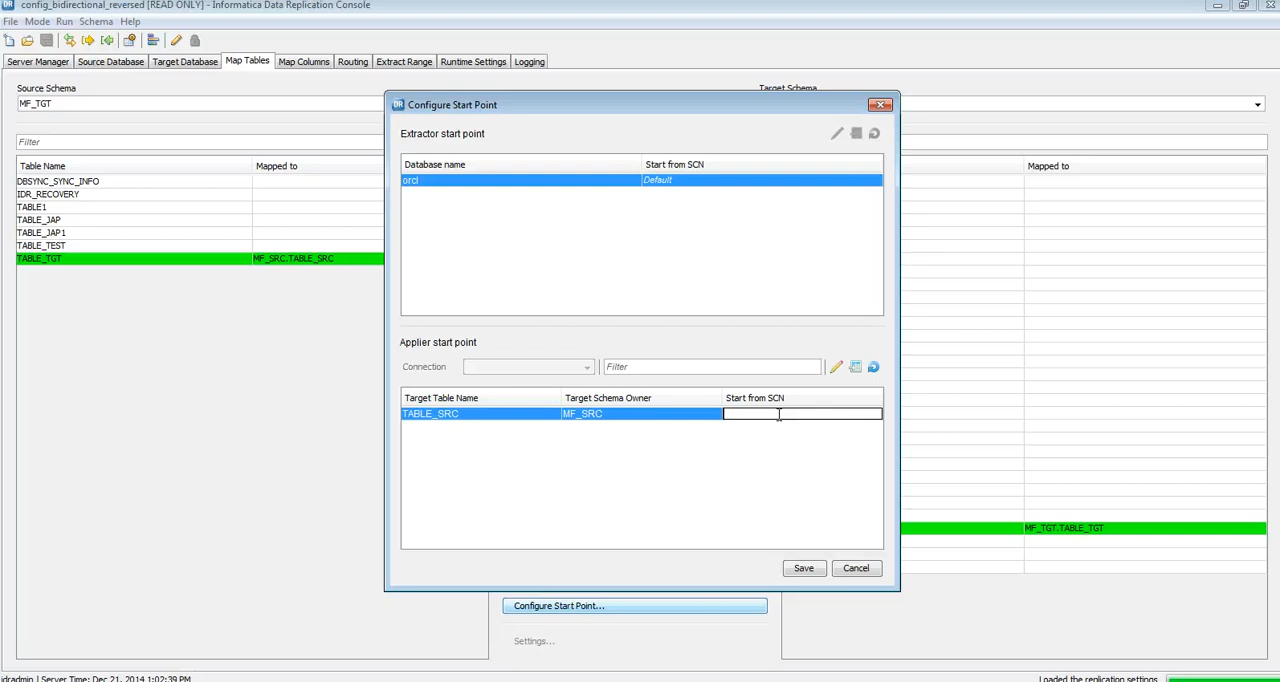 DR config_bidirectional_reversed [READ ONLY] - Informatica Data Replication Console
File Mode Run Schema Help
Server Manager Source Database Target Database Map Tables Map Columns Routing Extract Range Runtime Settings Logging
Source Schema Target Schema
MF_TGT
Filter
Table Name Mapped to Mapped to
DBSYNC_SYNC_INFO
IDR_RECOVERY
TABLE1
TABLE_JAP
TABLE_JAP1
TABLE_TEST
TABLE_TGT MF_SRC.TABLE_SRC
MF_TGT.TABLE_TGT
DR Configure Start Point
Extractor start point
Database name Start from SCN
orcl Default
Applier start point
Connection Filter
Target Table Name Target Schema Owner Start from SCN
TABLE_SRC MF_SRC
Save Cancel
Configure Start Point...
Settings...
idradmin | Server Time: Dec 21, 2014 1:02:39 PM Loaded the replication settings